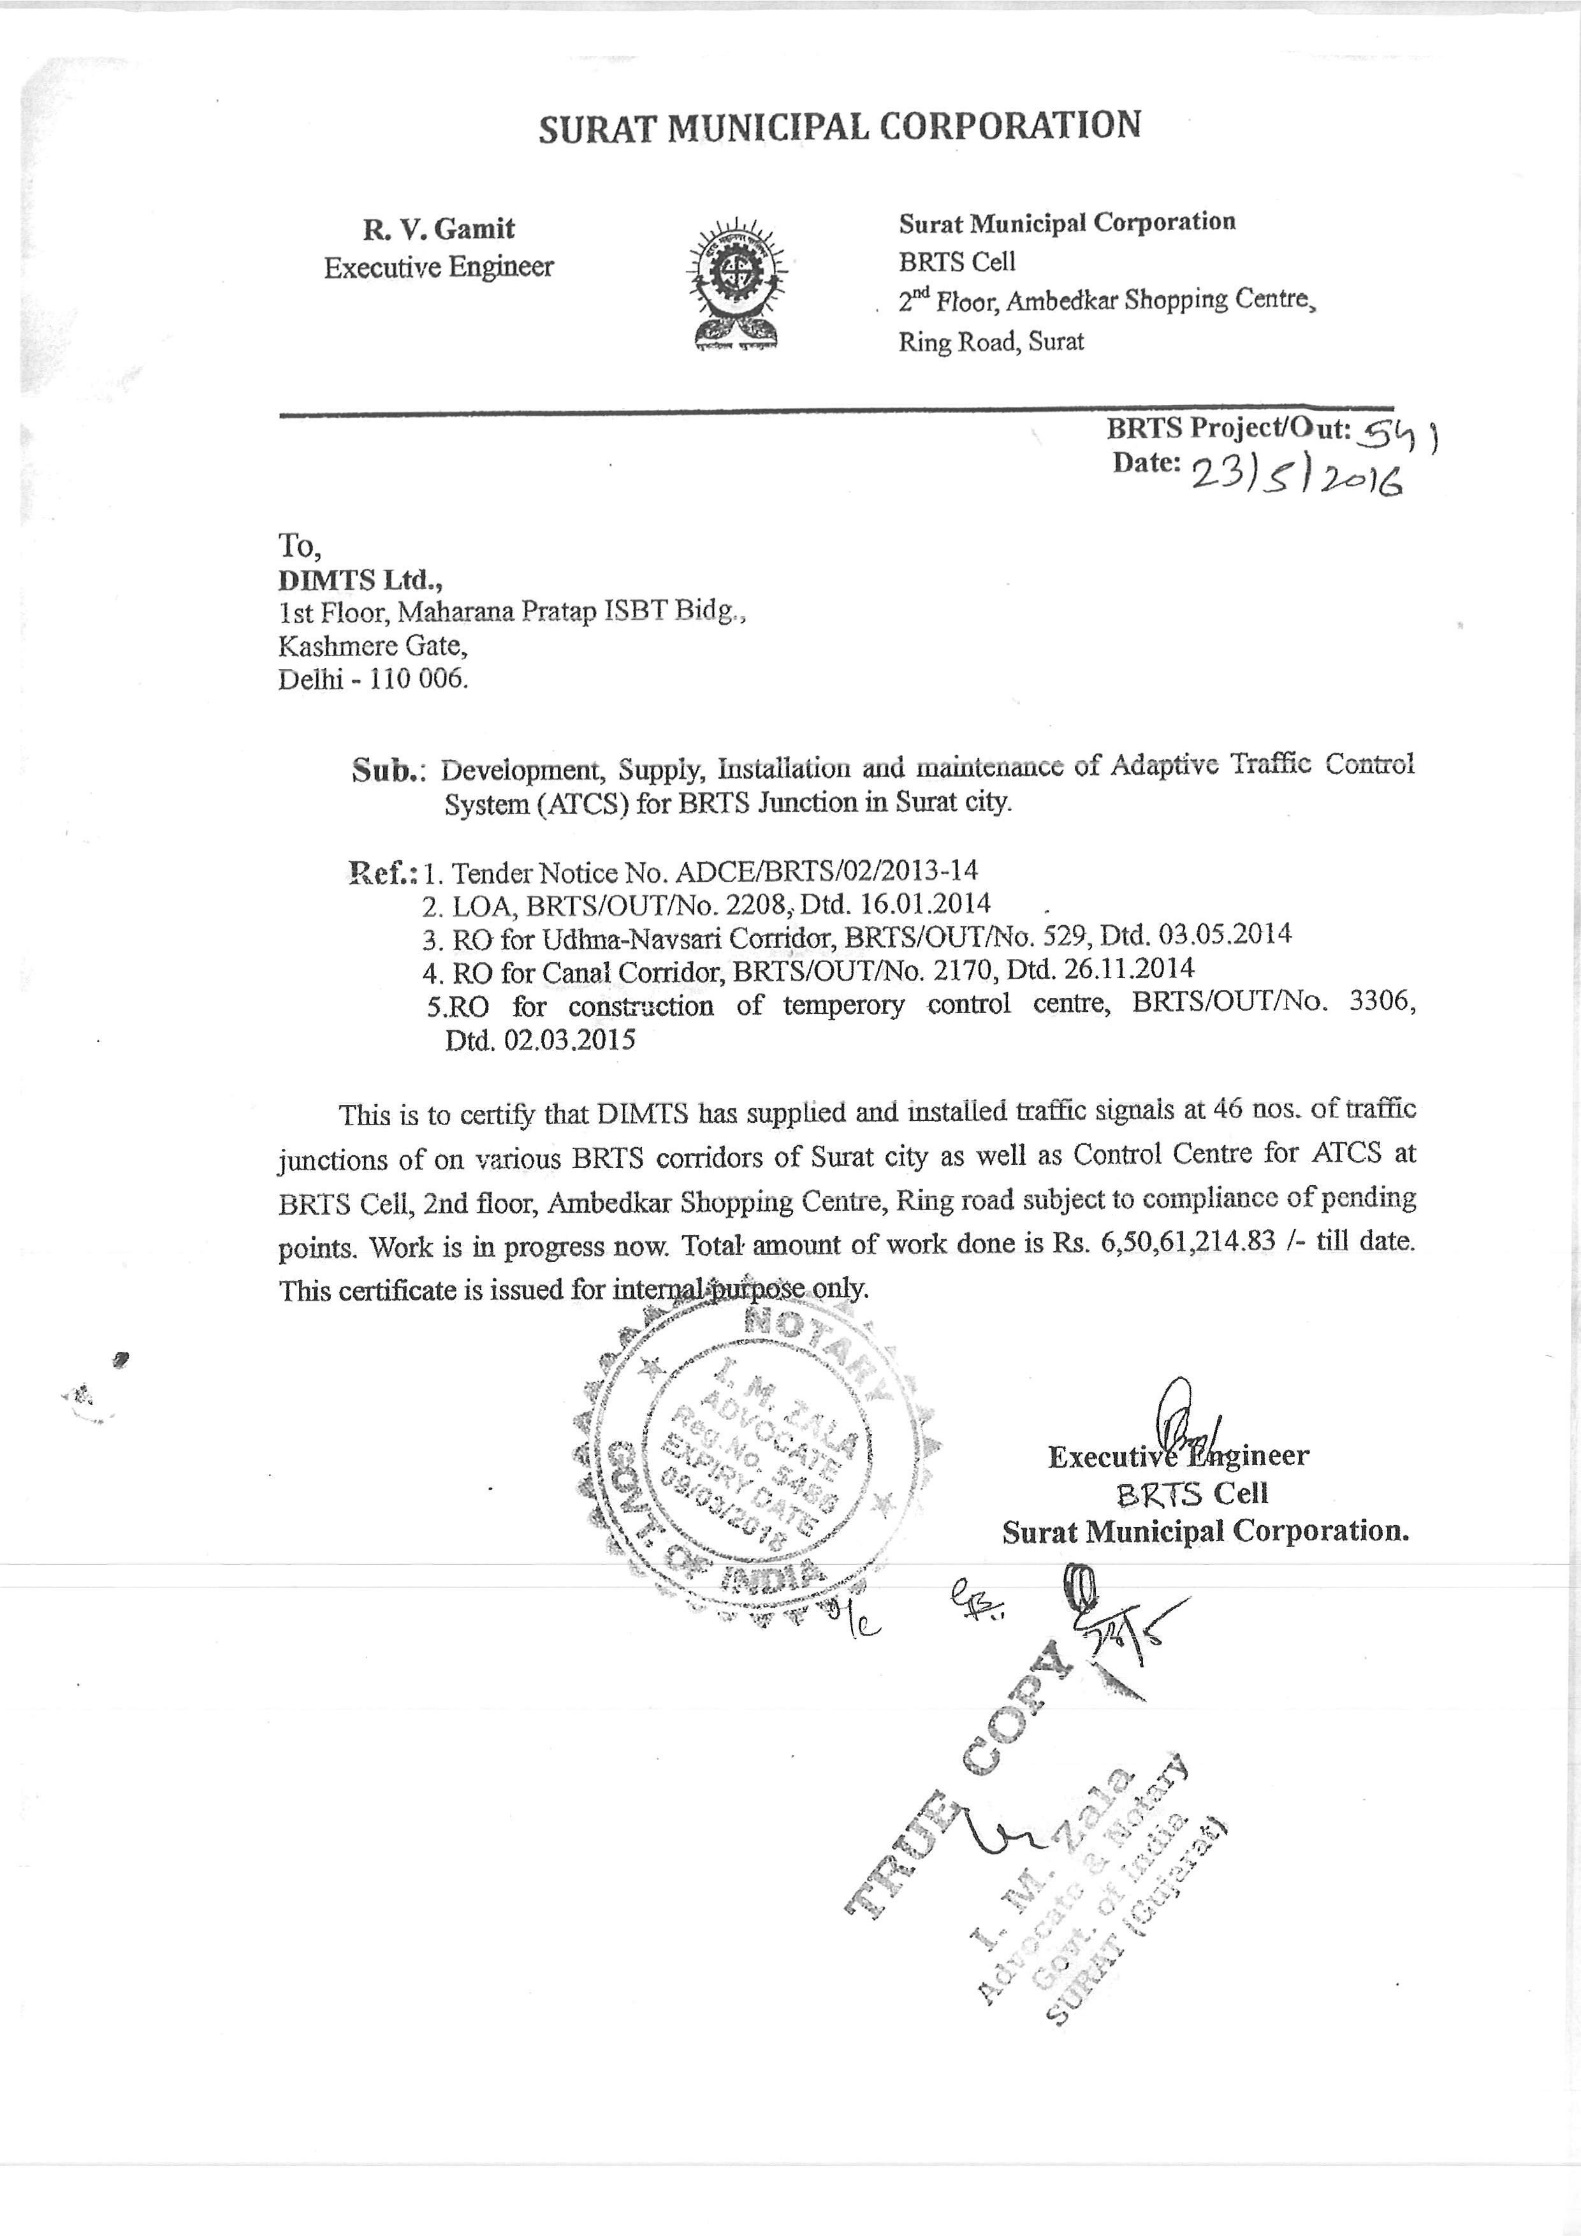 SURAT MUNICIPAL CORPORATION
R. V. Gamit
Executive Engineer
Surat Municipal Corporation
BRTS Cell
2nd Floor, Ambedkar Shopping Centre,
Ring Road, Surat
BRTS Project/Out: 541
Date: 23/5/2016
To,
DIMTS Ltd.,
1st Floor, Maharana Pratap ISBT Bidg.,
Kashmere Gate,
Delhi - 110 006.
Sub.: Development, Supply, Installation and maintenance of Adaptive Traffic Control
System (ATCS) for BRTS Junction in Surat city.
Ref.: 1. Tender Notice No. ADCE/BRTS/02/2013-14
2. LOA, BRTS/OUT/No. 2208, Dtd. 16.01.2014
3. RO for Udhna-Navsari Corridor, BRTS/OUT/No. 529, Dtd. 03.05.2014
4. RO for Canal Corridor, BRTS/OUT/No. 2170, Dtd. 26.11.2014
5.RO for construction of temperory control centre, BRTS/OUT/No. 3306,
Dtd. 02.03.2015
This is to certify that DIMTS has supplied and installed traffic signals at 46 nos. of traffic
junctions of on various BRTS corridors of Surat city as well as Control Centre for ATCS at
BRTS Cell, 2nd floor, Ambedkar Shopping Centre, Ring road subject to compliance of pending
points. Work is in progress now. Total amount of work done is Rs. 6,50,61,214.83 /- till date.
This certificate is issued for internal purpose only.
NOTARY
I. M. ZALA
ADVOCATE
Reg.No. 5488
EXPIRY DATE
09/03/2018
GOVT. OF INDIA
Executive Engineer
BRTS Cell
Surat Municipal Corporation.
O/C
TRUE COPY
I. M. Zala
Advocate & Notary
Govt. of India
SURAT (Gujarat)